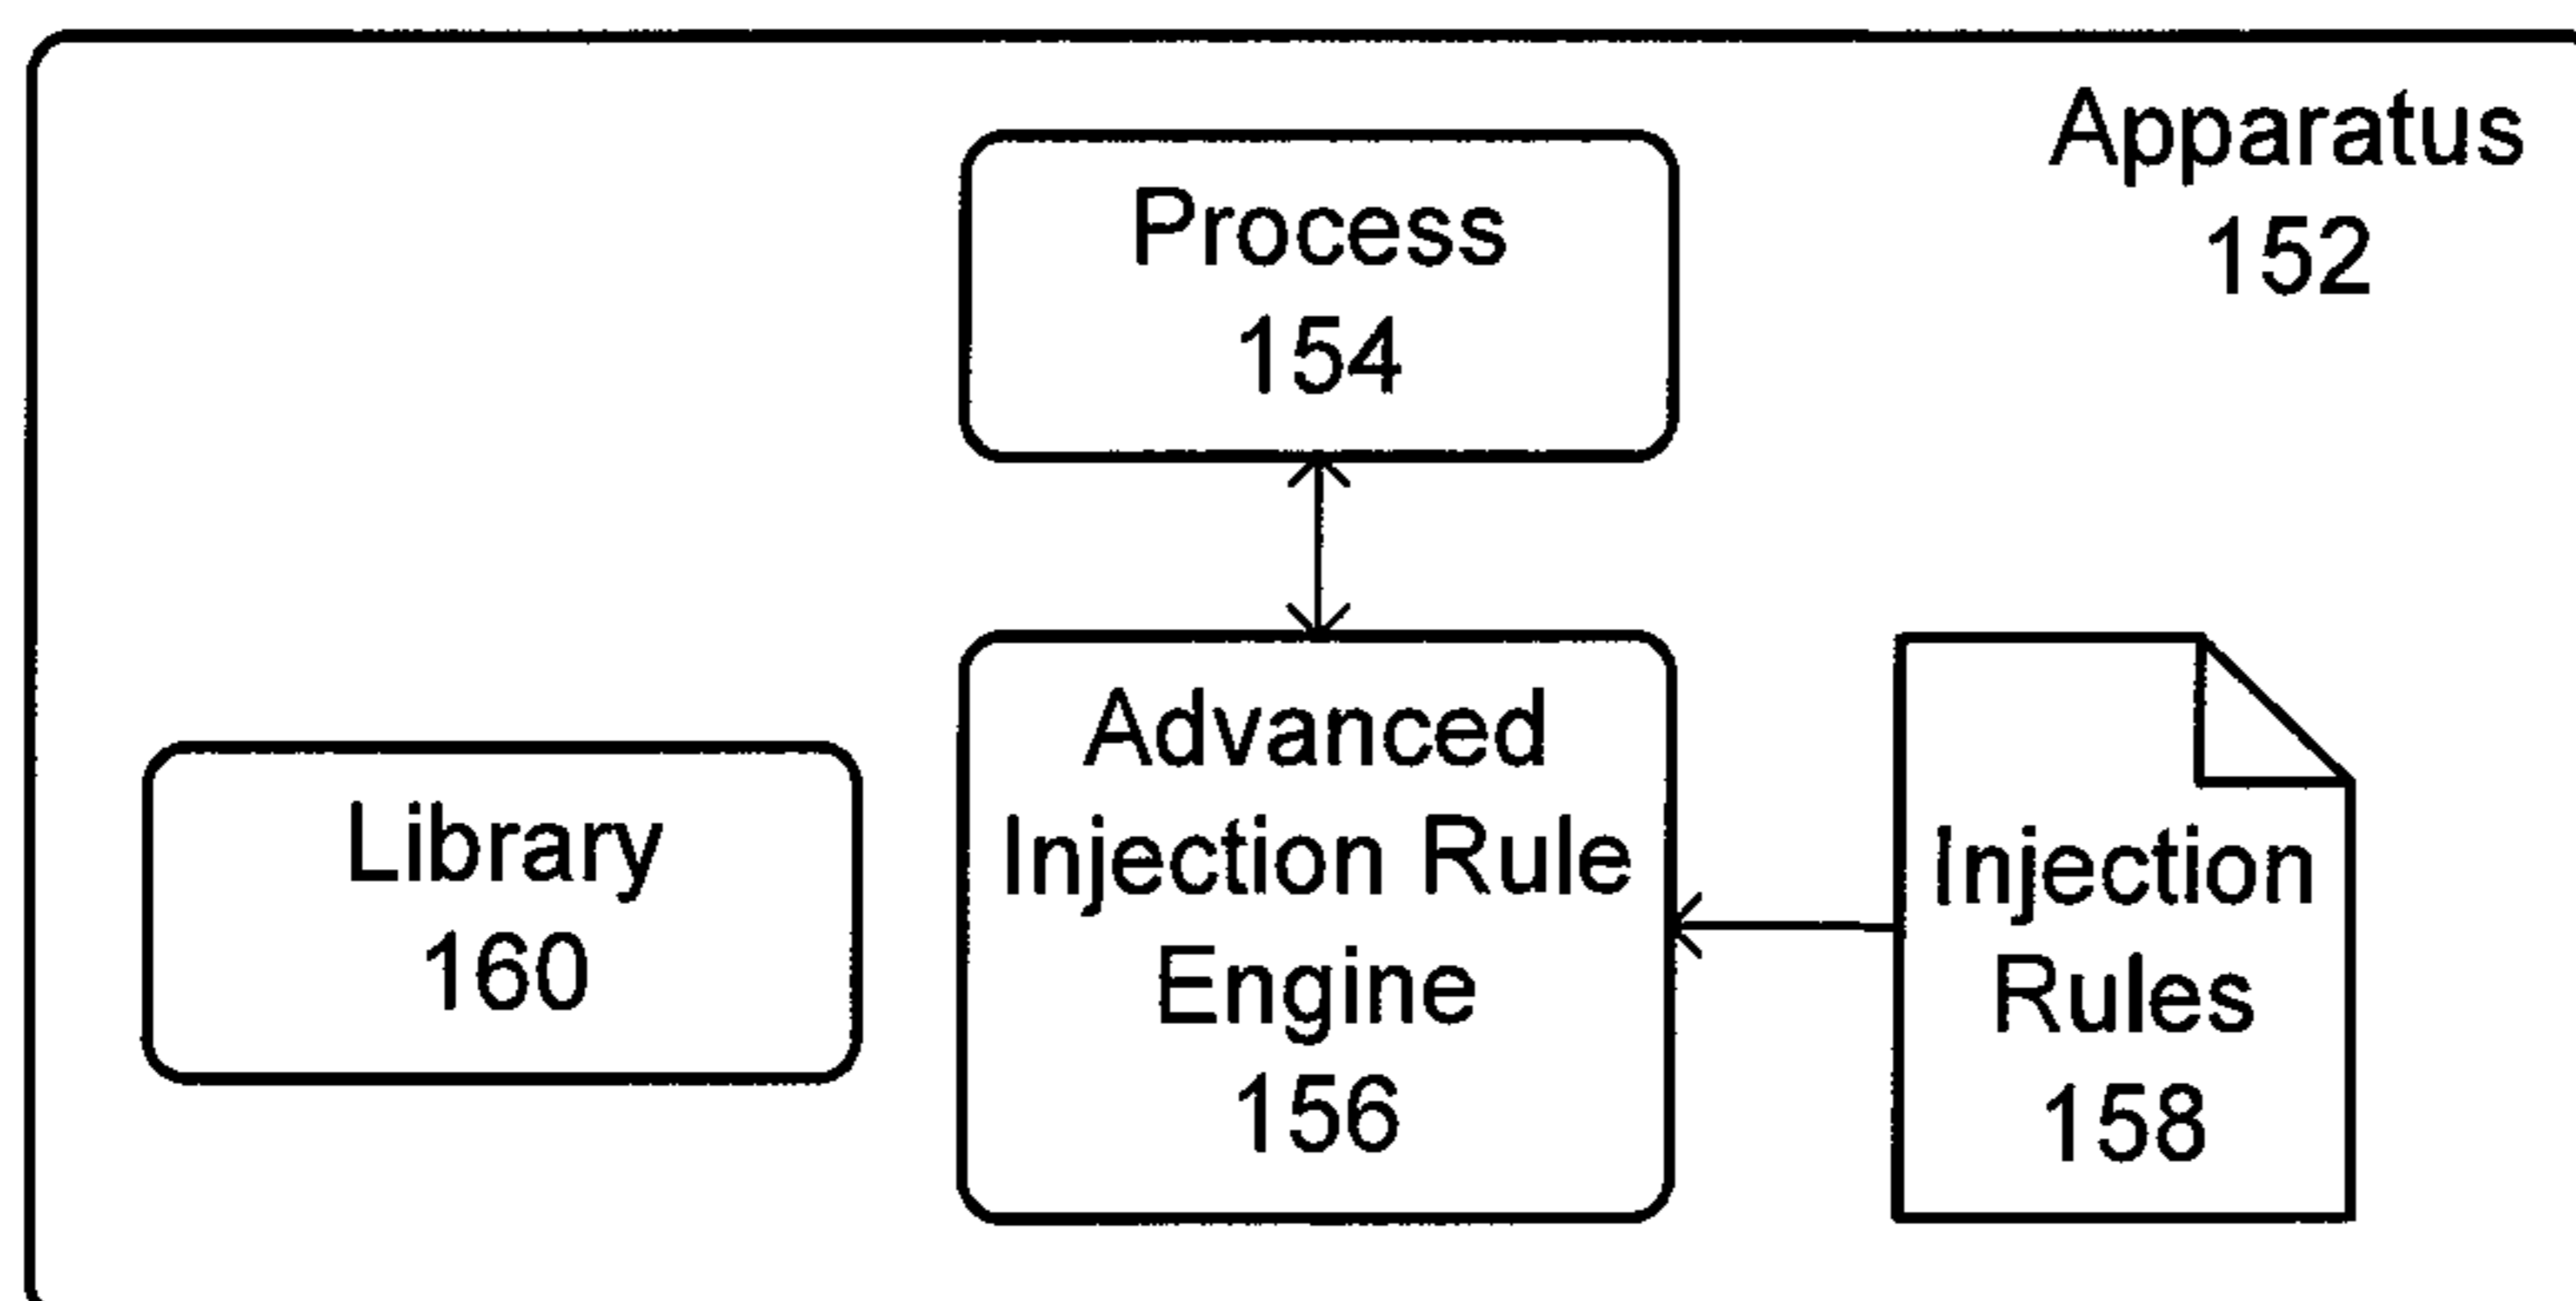 Apparatus
152
Process
154
Library
160
Advanced
Injection Rule
Engine
156
Injection
Rules
158